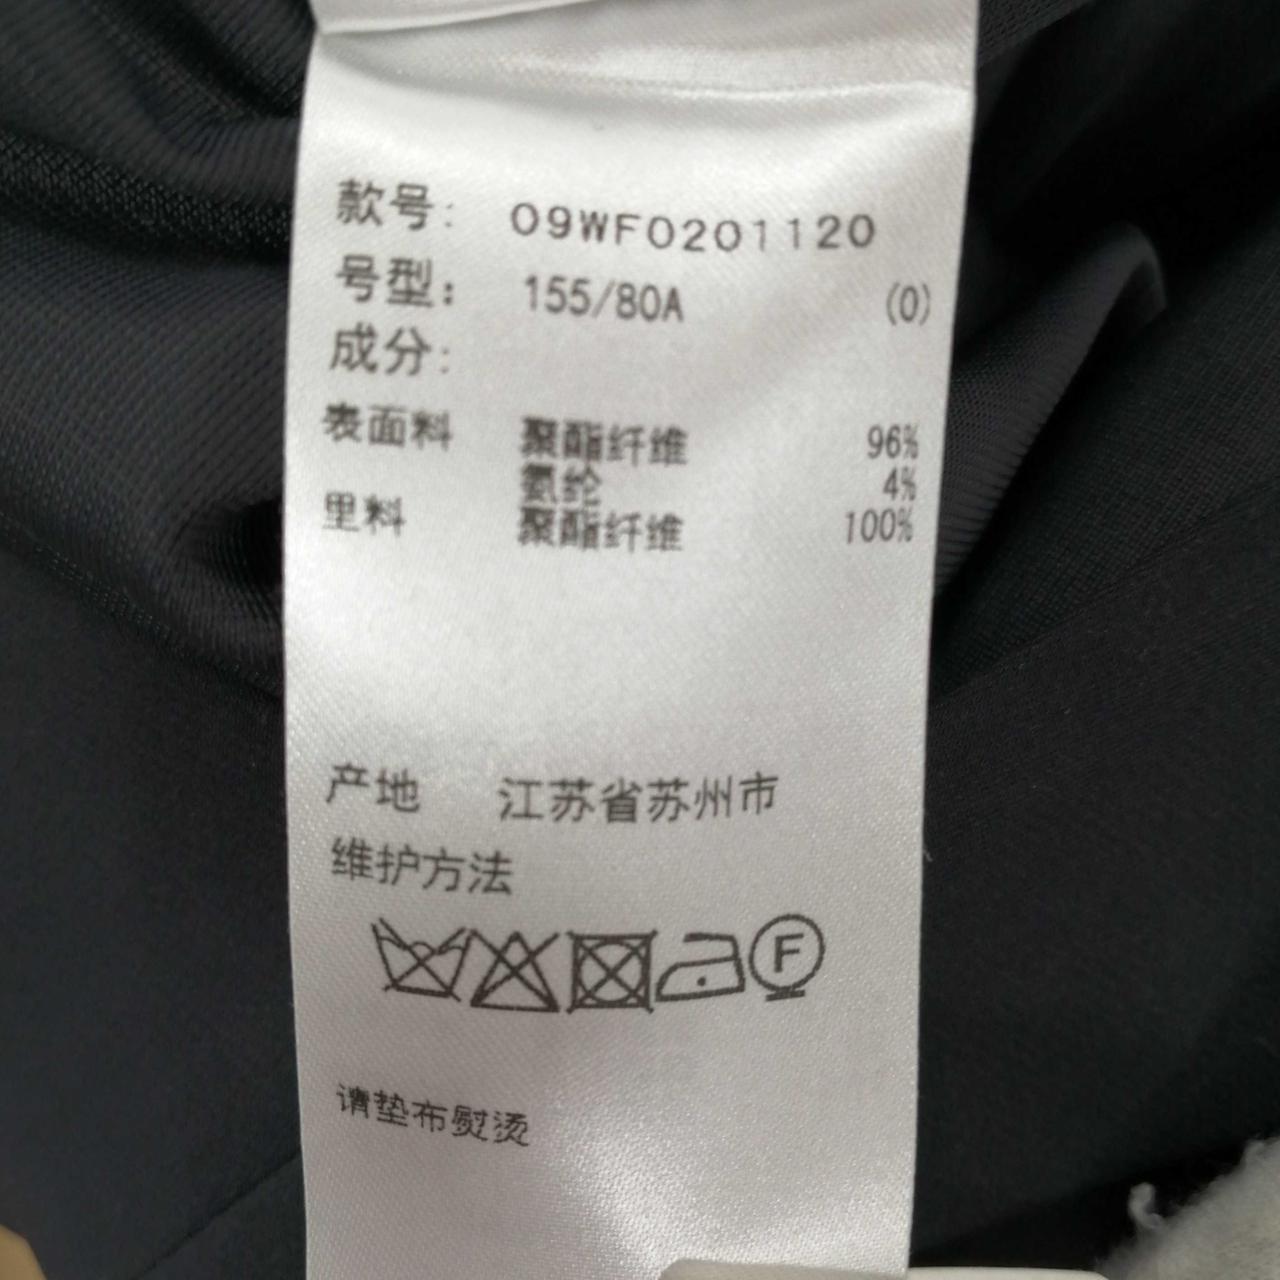 款号: 09WF0201120
号型: 155/80A (0)
成分:
表面料 聚酯纤维 96%
氨纶 4%
里料 聚酯纤维 100%
产地 江苏省苏州市
维护方法
F
请垫布熨烫